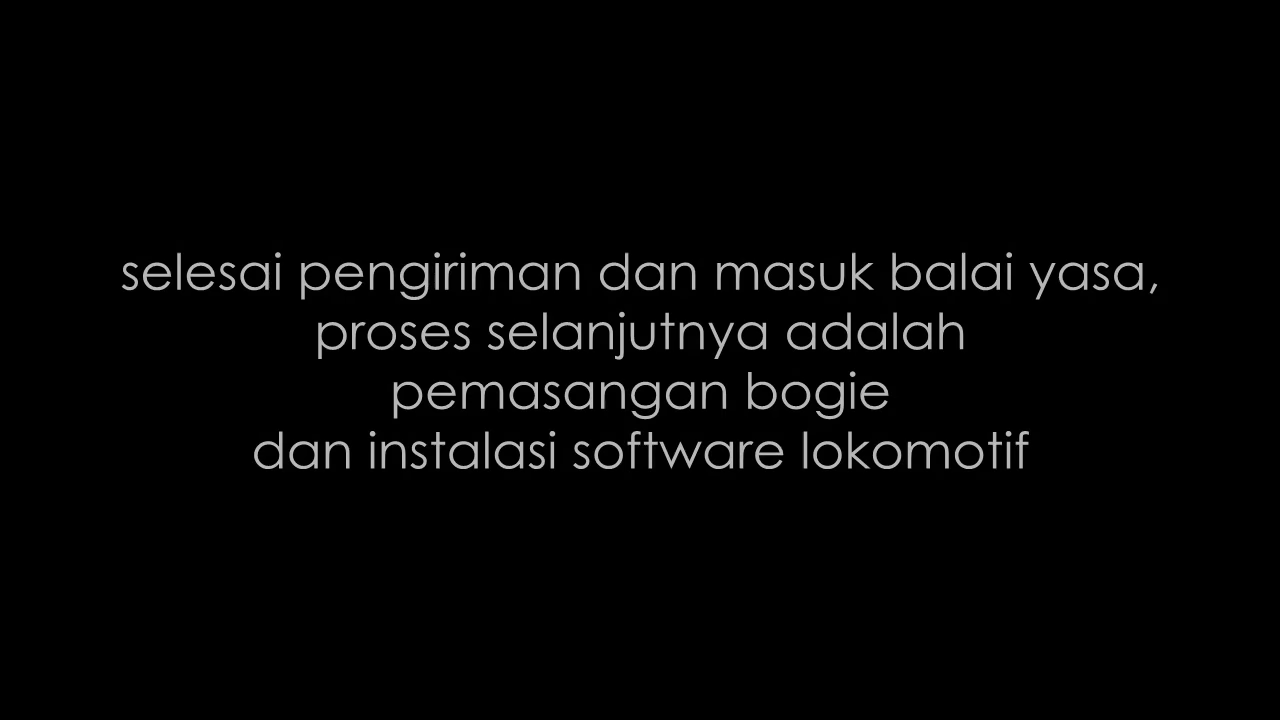 selesai pengiriman dan masuk balai yasa,
proses selanjutnya adalah
pemasangan bogie
dan instalasi software lokomotif